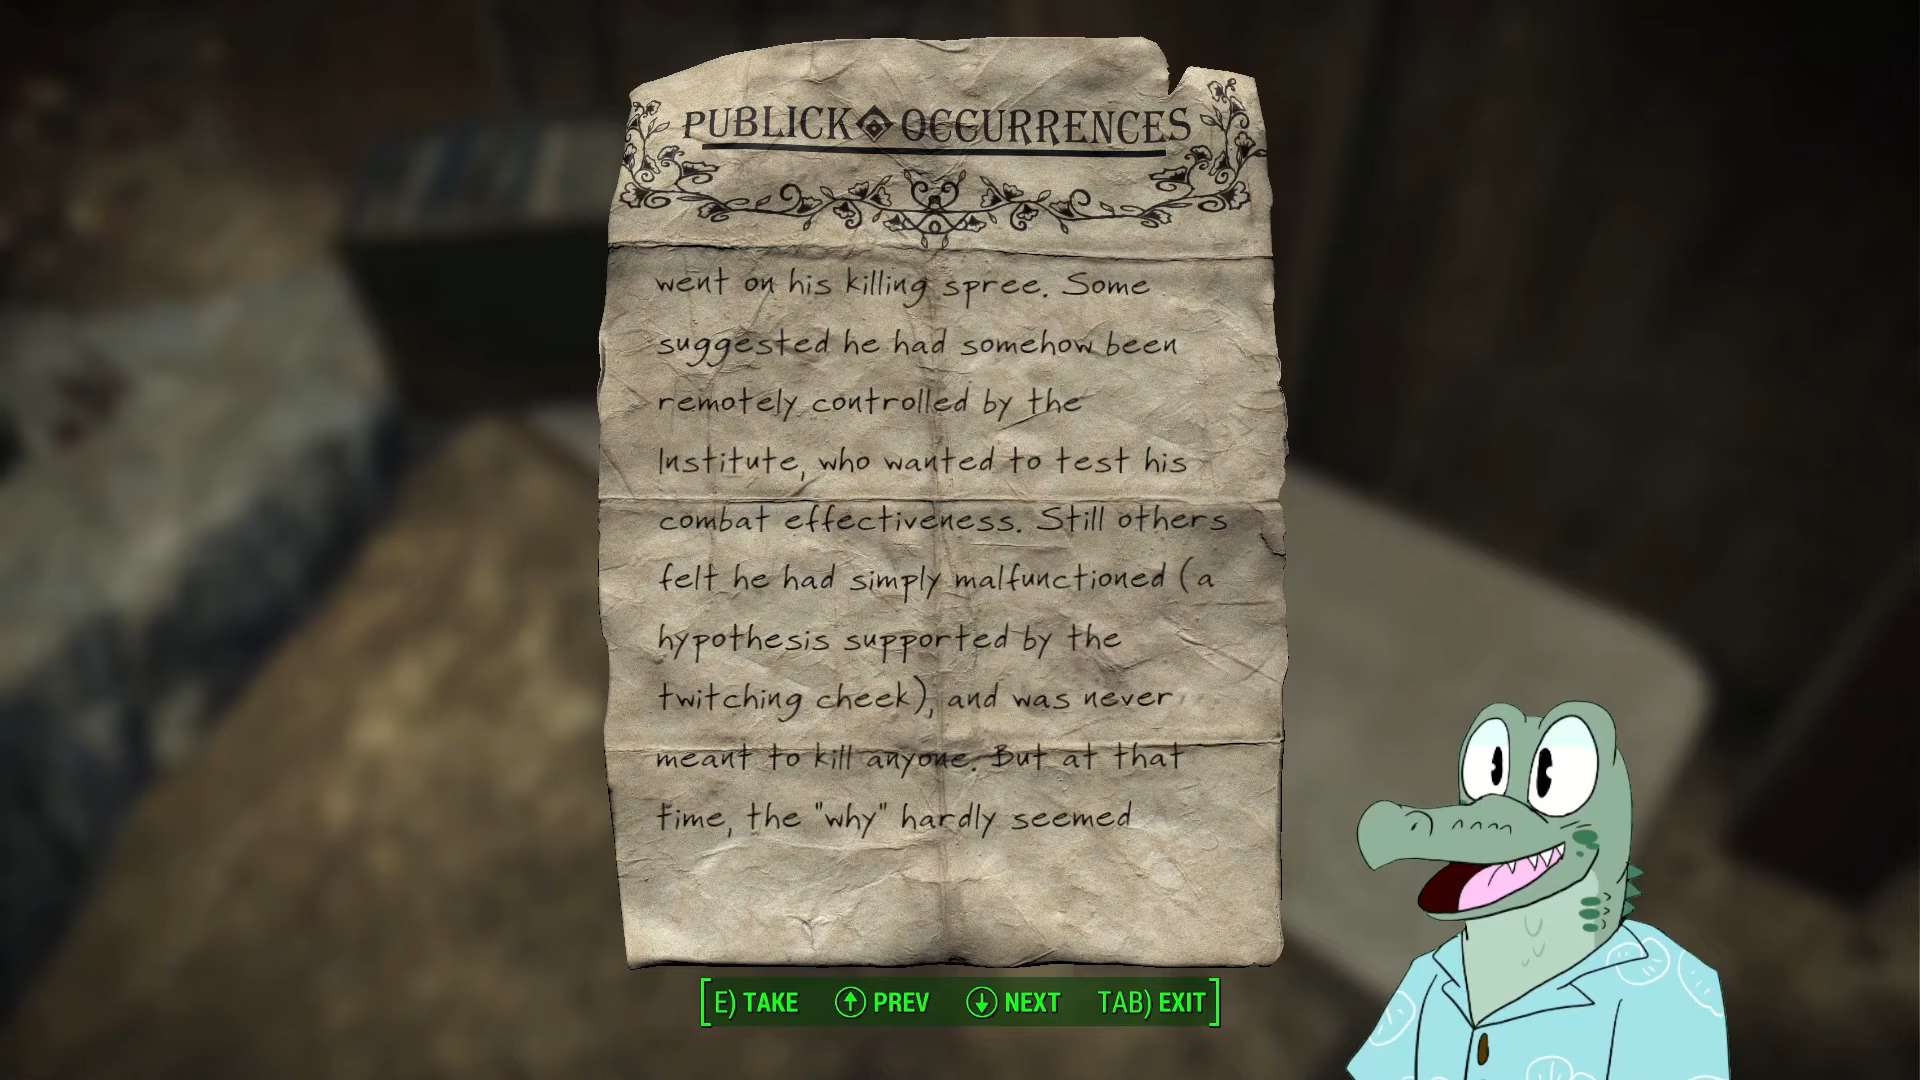 PUBLICK OCCURRENCES
went on his killing spree. Some
suggested he had somehow been
remotely controlled by the
Institute, who wanted to test his
combat effectiveness. Still others
felt he had simply malfunctioned (a
hypothesis supported by the
twitching cheek), and was never
meant to kill anyone. But at that
time, the "why" hardly seemed
E) TAKE PREV NEXT TAB) EXIT